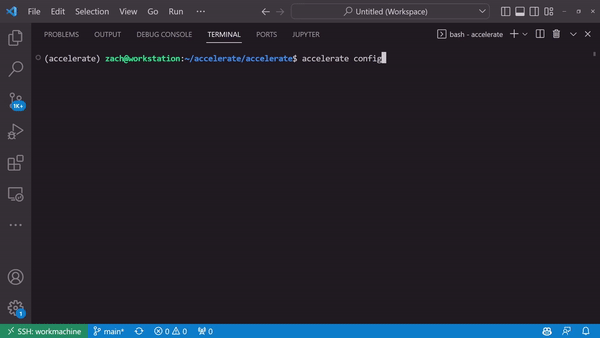 File Edit Selection View Go Run ··· Untitled (Workspace)
PROBLEMS OUTPUT DEBUG CONSOLE TERMINAL PORTS JUPYTER bash - accelerate
(accelerate) zach@workstation:~/accelerate/accelerate$ accelerate config
1K+
1
SSH: workmachine main* 0 0 0